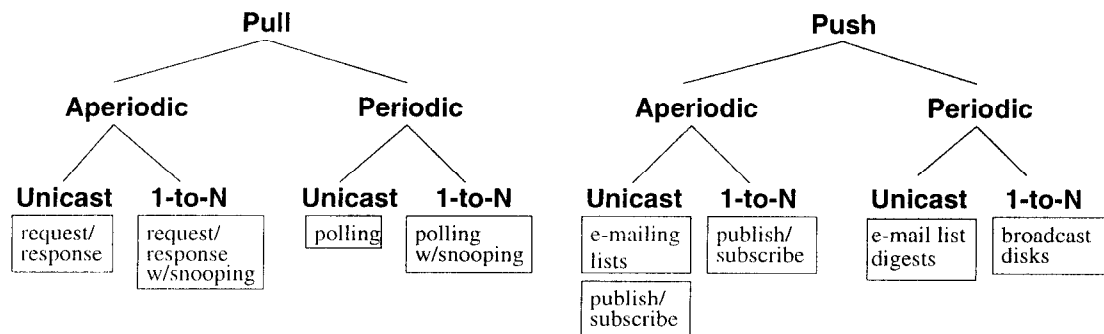 Pull
Push
Aperiodic
Periodic
Aperiodic
Periodic
Unicast
1-to-N
Unicast
1-to-N
Unicast
1-to-N
Unicast
1-to-N
request/
response
request/
response
w/snooping
polling
polling
w/snooping
e-mailing
lists
publish/
subscribe
publish/
subscribe
e-mail list
digests
broadcast
disks